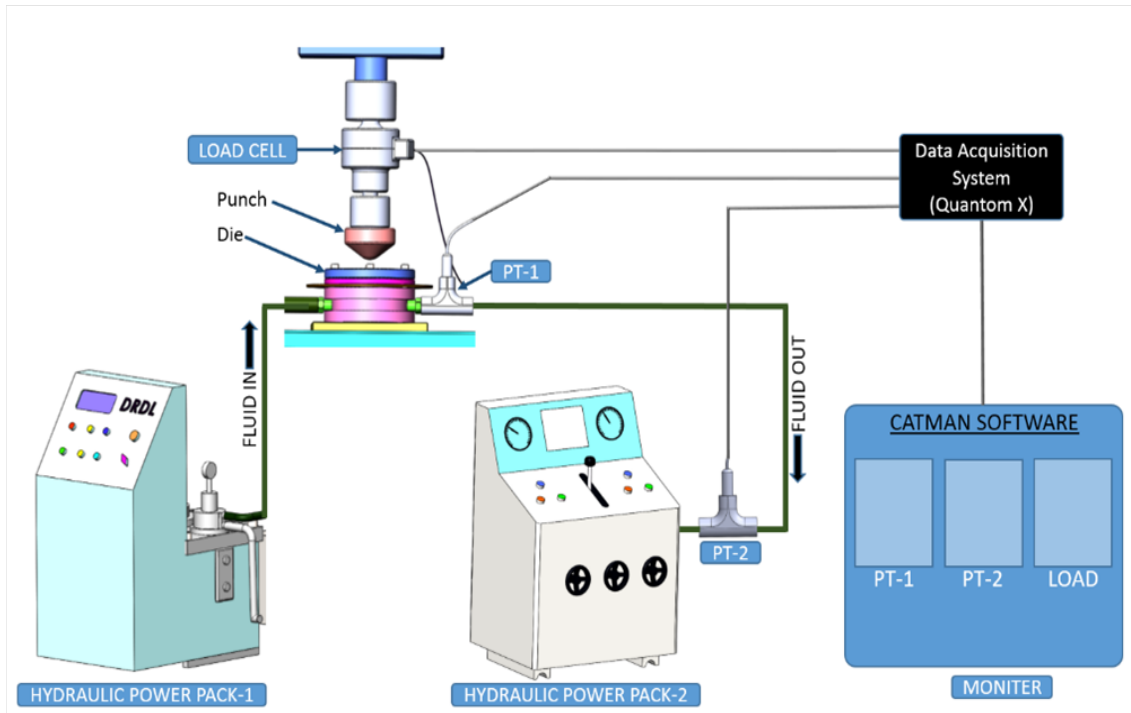 LOAD CELL
Punch
Die
PT-1
Data Acquisition
System
(Quantom X)
FLUID IN
FLUID OUT
DRDL
CATMAN SOFTWARE
PT-1
PT-2
LOAD
PT-2
HYDRAULIC POWER PACK-1
HYDRAULIC POWER PACK-2
MONITER